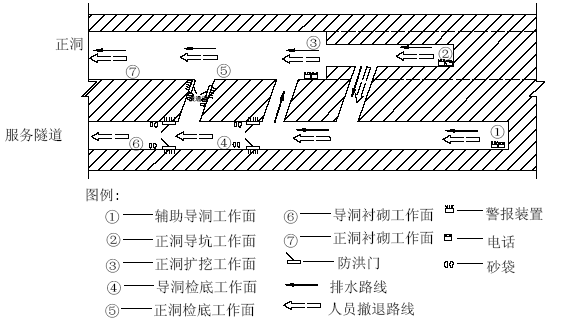 正洞
③
②
⑦
⑤
服务隧道
①
⑥
④
图例:
① 辅助导洞工作面
② 正洞导坑工作面
③ 正洞扩挖工作面
④ 导洞检底工作面
⑤ 正洞检底工作面
⑥ 导洞衬砌工作面
⑦ 正洞衬砌工作面
防洪门
排水路线
人员撤退路线
警报装置
电话
砂袋